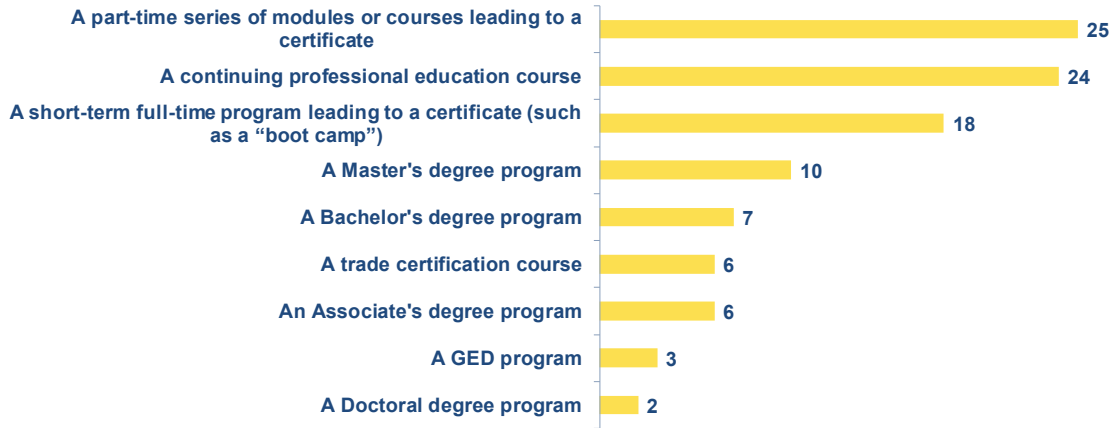 A part-time series of modules or courses leading to a
certificate
25
A continuing professional education course
24
A short-term full-time program leading to a certificate (such
as a “boot camp”)
18
A Master's degree program
10
A Bachelor's degree program
7
A trade certification course
6
An Associate's degree program
6
A GED program
3
A Doctoral degree program
2